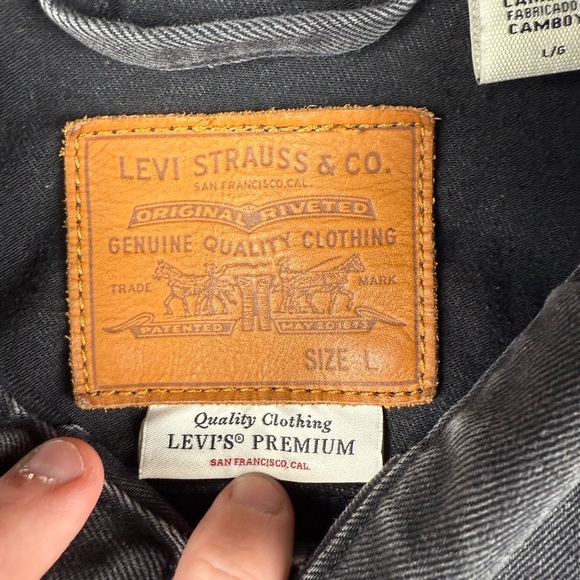 FABRICADO
CAMBOY
L/G
LEVI STRAUSS & CO.
SAN FRANCISCO, CAL.
ORIGINAL RIVETED
GENUINE QUALITY CLOTHING
TRADE MARK
PATENTED MAY 20 1873
SIZE L
Quality Clothing
LEVI'S® PREMIUM
SAN FRANCISCO, CAL.